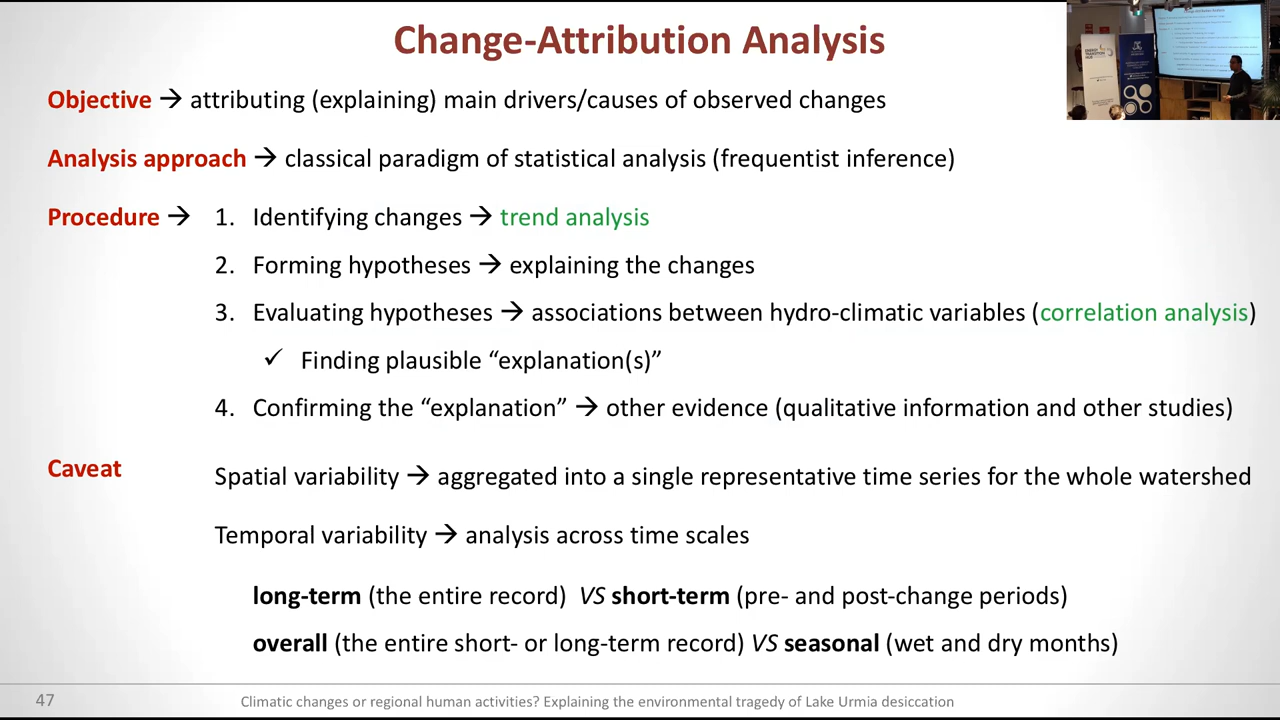 Change-Attribution Analysis
Objective → attributing (explaining) main drivers/causes of observed changes
Analysis approach → classical paradigm of statistical analysis (frequentist inference)
Procedure → 1. Identifying changes → trend analysis
2. Forming hypotheses → explaining the changes
3. Evaluating hypotheses → associations between hydro-climatic variables (correlation analysis)
✓ Finding plausible “explanation(s)”
4. Confirming the “explanation” → other evidence (qualitative information and other studies)
Caveat
Spatial variability → aggregated into a single representative time series for the whole watershed
Temporal variability → analysis across time scales
long-term (the entire record) VS short-term (pre- and post-change periods)
overall (the entire short- or long-term record) VS seasonal (wet and dry months)
47
Climatic changes or regional human activities? Explaining the environmental tragedy of Lake Urmia desiccation
ENERGY
TRANSITION
HUB